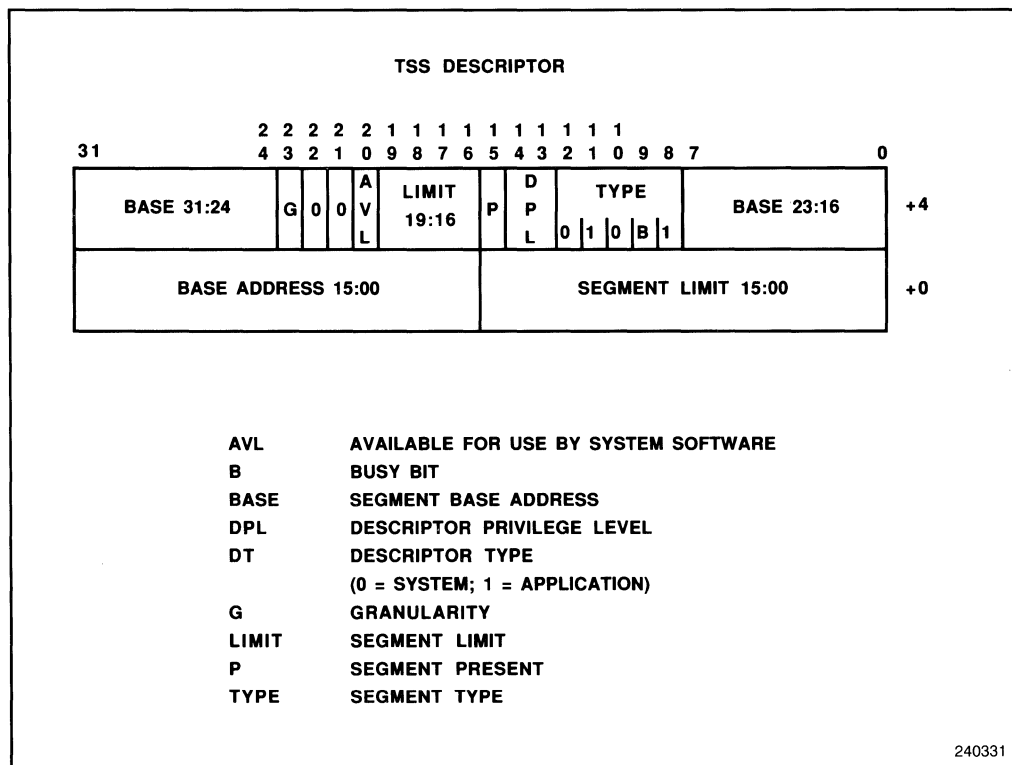 TSS DESCRIPTOR
2 2 2 2 2 1 1 1 1 1 1 1 1 1 1
31 4 3 2 1 0 9 8 7 6 5 4 3 2 1 0 9 8 7 0
BASE 31:24 G 0 0 AVL LIMIT 19:16 P DPL TYPE 0 1 0 B 1 BASE 23:16 +4
BASE ADDRESS 15:00 SEGMENT LIMIT 15:00 +0
AVL AVAILABLE FOR USE BY SYSTEM SOFTWARE
B BUSY BIT
BASE SEGMENT BASE ADDRESS
DPL DESCRIPTOR PRIVILEGE LEVEL
DT DESCRIPTOR TYPE
(0 = SYSTEM; 1 = APPLICATION)
G GRANULARITY
LIMIT SEGMENT LIMIT
P SEGMENT PRESENT
TYPE SEGMENT TYPE
240331